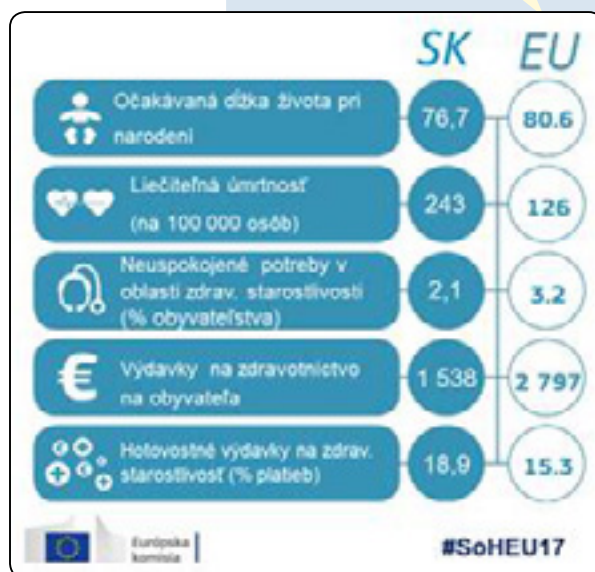 SK EU
Očakávaná dĺžka života pri
narodení
76,7 80.6
Liečiteľná úmrtnosť
(na 100 000 osôb)
243 126
Neuspokojené potreby v
oblasti zdrav. starostlivosti
(% obyvateľstva)
2,1 3.2
Výdavky na zdravotníctvo
na obyvateľa
1 538 2 797
Hotovostné výdavky na zdrav.
starostlivosť (% platieb)
18,9 15.3
Európska
komisia
#SoHEU17